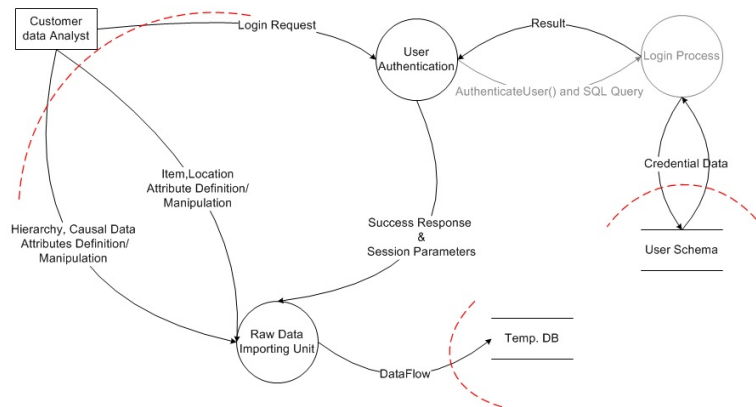 Customer
data Analyst
Login Request
User
Authentication
Result
Login Process
AuthenticateUser() and SQL Query
Credential Data
Item,Location
Attribute Definition/
Manipulation
Hierarchy, Causal Data
Attributes Definition/
Manipulation
Success Response
&
Session Parameters
User Schema
Raw Data
Importing Unit
Temp. DB
DataFlow